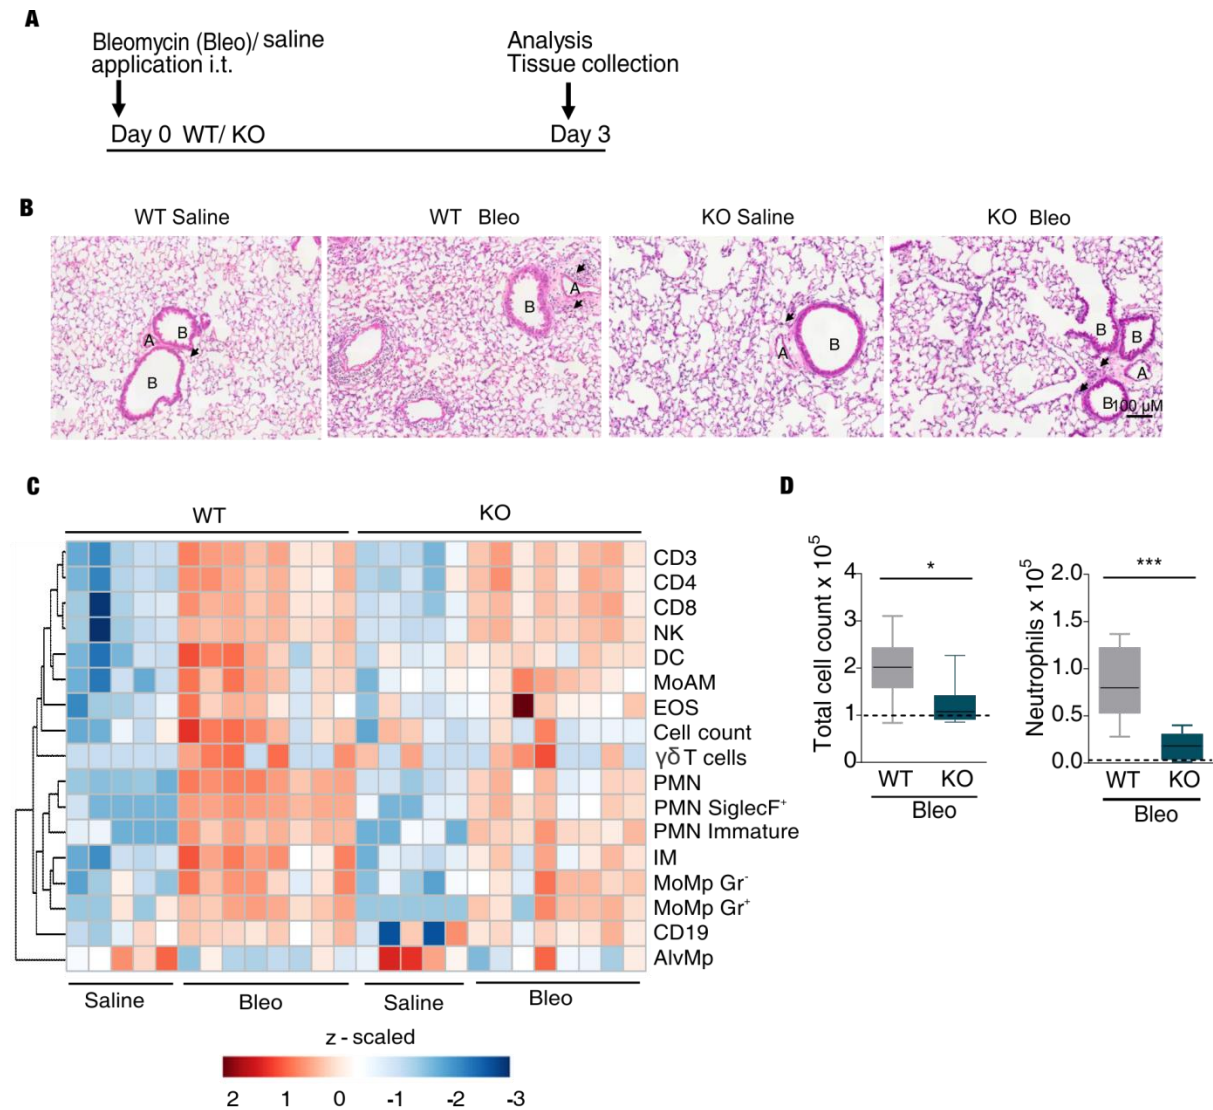 A
Bleomycin (Bleo)/ saline
application i.t.
Analysis
Tissue collection
Day 0 WT/ KO
Day 3
B
WT Saline
WT Bleo
KO Saline
KO Bleo
A
B
B
B
A
A
B
B
B
A
B
100 µM
C
WT
KO
CD3
CD4
CD8
NK
DC
MoAM
EOS
Cell count
γδ T cells
PMN
PMN SiglecF⁺
PMN Immature
IM
MoMp Gr⁻
MoMp Gr⁺
CD19
AlvMp
Saline
Bleo
Saline
Bleo
z - scaled
2 1 0 -1 -2 -3
D
Total cell count x 10⁵
4
3
2
1
0
*
WT KO
Bleo
Neutrophils x 10⁵
2.0
1.5
1.0
0.5
0.0
***
WT KO
Bleo